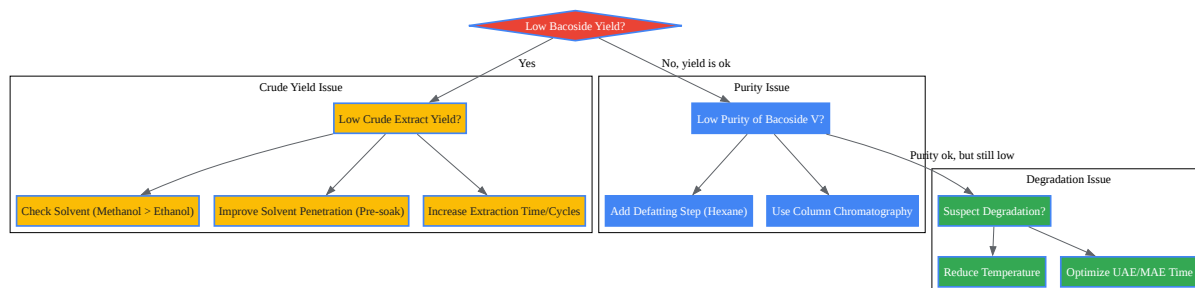 Low Bacoside Yield?
Yes
No, yield is ok
Crude Yield Issue
Purity Issue
Low Crude Extract Yield?
Low Purity of Bacoside V?
Purity ok, but still low
Degradation Issue
Check Solvent (Methanol > Ethanol)
Improve Solvent Penetration (Pre-soak)
Increase Extraction Time/Cycles
Add Defatting Step (Hexane)
Use Column Chromatography
Suspect Degradation?
Reduce Temperature
Optimize UAE/MAE Time